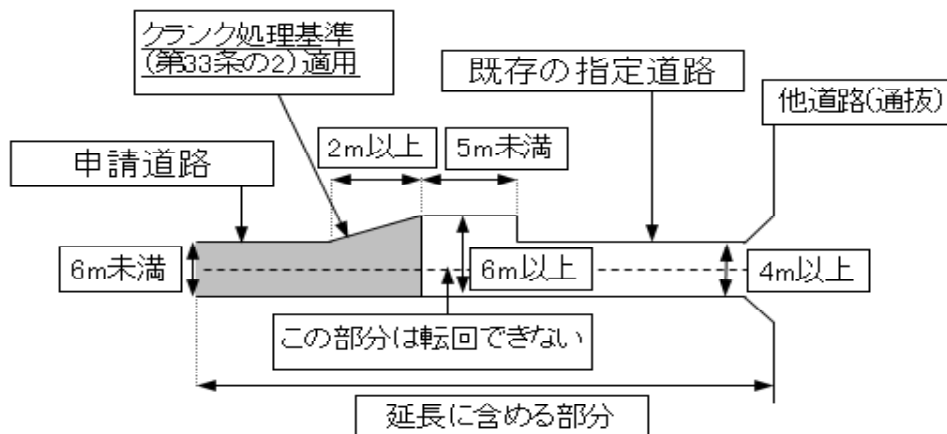 クランク処理基準
(第33条の2)適用
既存の指定道路
他道路(通抜)
申請道路
2m以上
5m未満
6m未満
6m以上
4m以上
この部分は転回できない
延長に含める部分